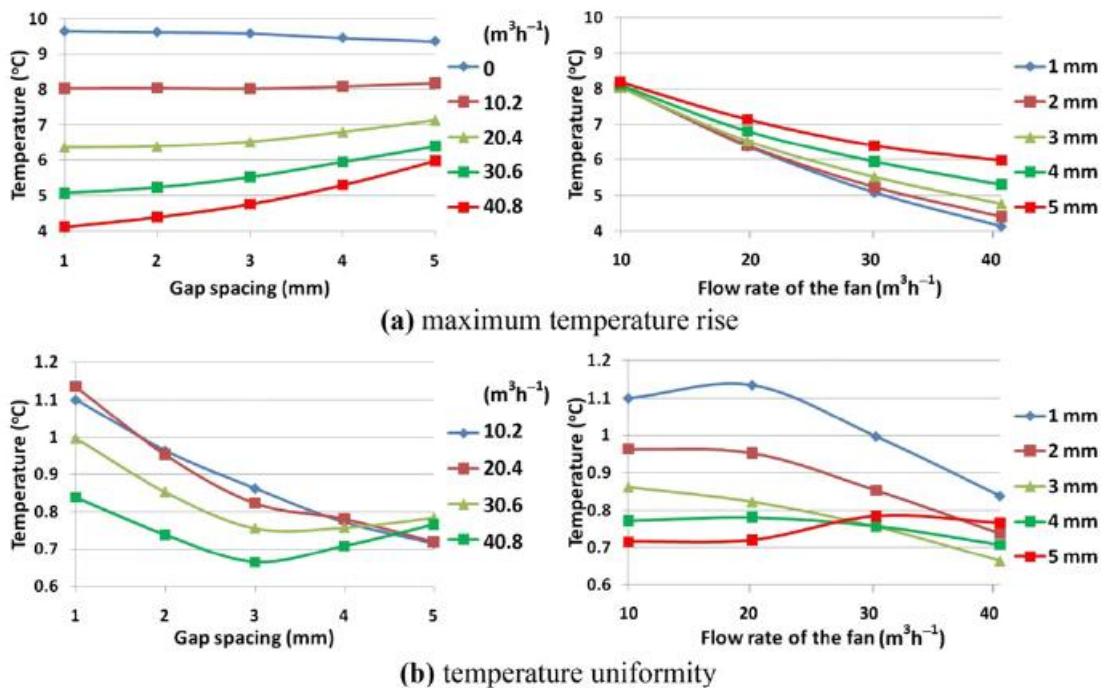 10
9
8
7
6
5
4
Temperature (°C)
1 2 3 4 5
Gap spacing (mm)
(m³h⁻¹)
0
10.2
20.4
30.6
40.8
10
9
8
7
6
5
4
Temperature (°C)
10 20 30 40
Flow rate of the fan (m³h⁻¹)
1 mm
2 mm
3 mm
4 mm
5 mm
(a) maximum temperature rise
1.2
1.1
1
0.9
0.8
0.7
0.6
Temperature (°C)
1 2 3 4 5
Gap spacing (mm)
(m³h⁻¹)
10.2
20.4
30.6
40.8
1.2
1.1
1
0.9
0.8
0.7
0.6
Temperature (°C)
10 20 30 40
Flow rate of the fan (m³h⁻¹)
1 mm
2 mm
3 mm
4 mm
5 mm
(b) temperature uniformity